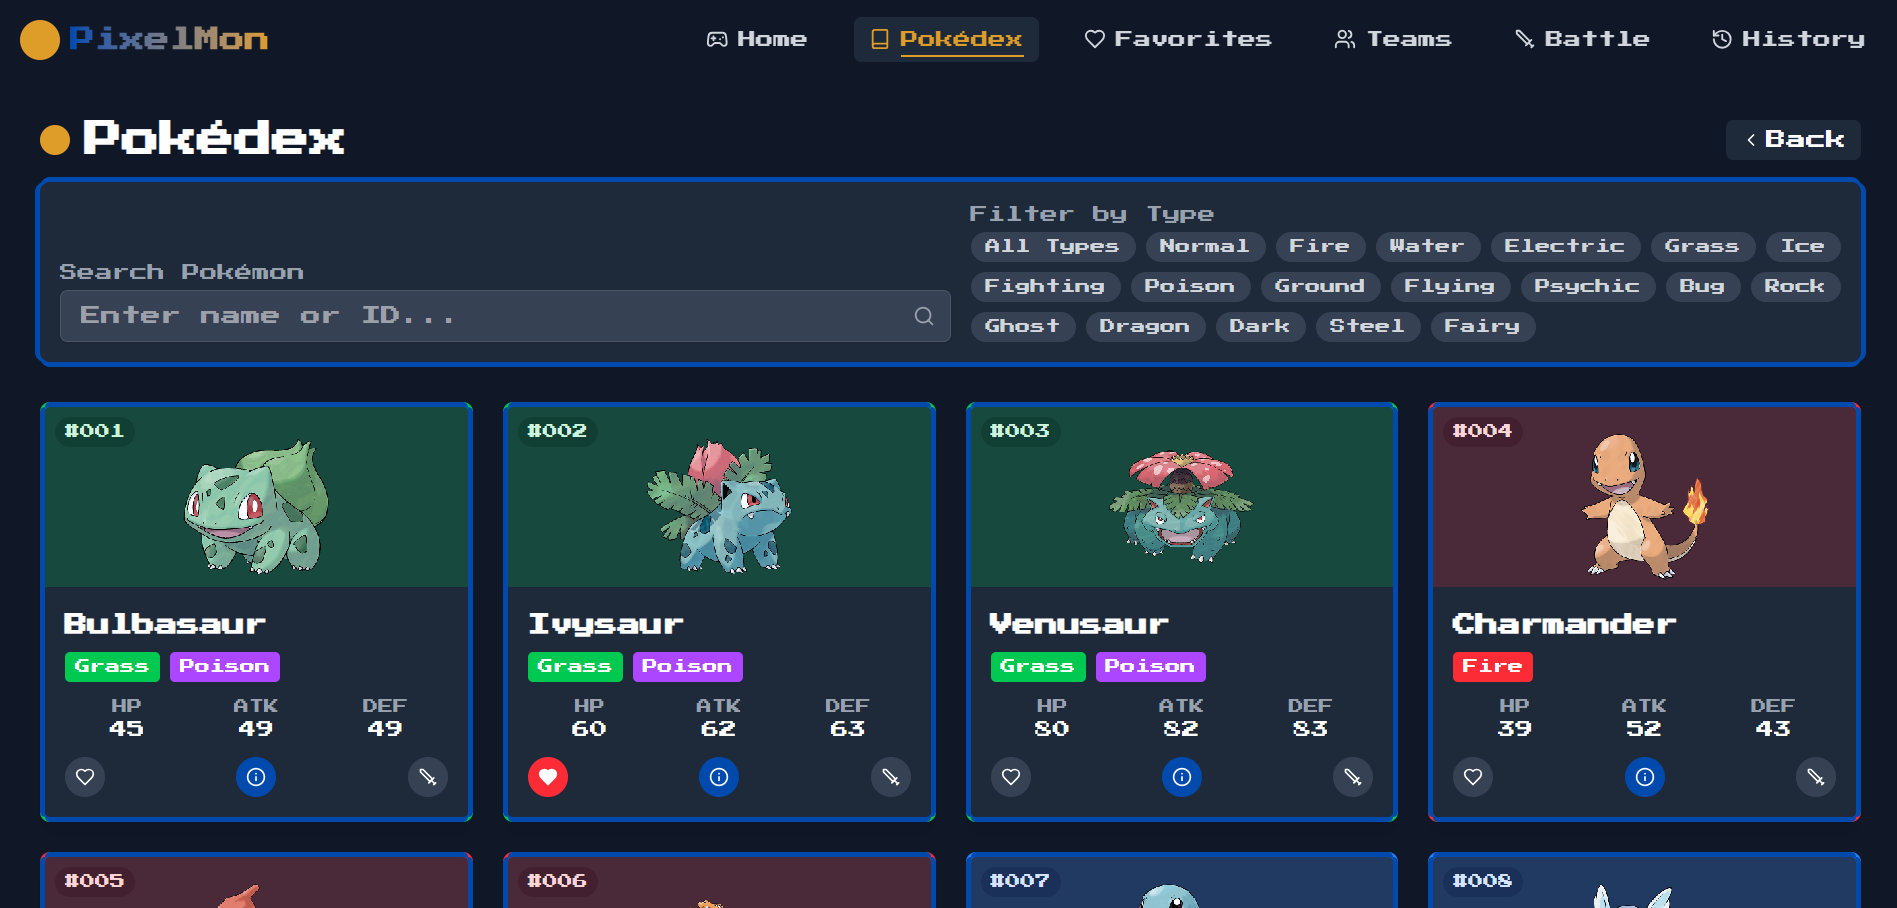 PixelMon
Home
Pokédex
Favorites
Teams
Battle
History
Pokédex
Back
Search Pokémon
Enter name or ID...
Filter by Type
All Types Normal Fire Water Electric Grass Ice
Fighting Poison Ground Flying Psychic Bug Rock
Ghost Dragon Dark Steel Fairy
#001
Bulbasaur
Grass Poison
HP ATK DEF
45 49 49
#002
Ivysaur
Grass Poison
HP ATK DEF
60 62 63
#003
Venusaur
Grass Poison
HP ATK DEF
80 82 83
#004
Charmander
Fire
HP ATK DEF
39 52 43
#005
#006
#007
#008